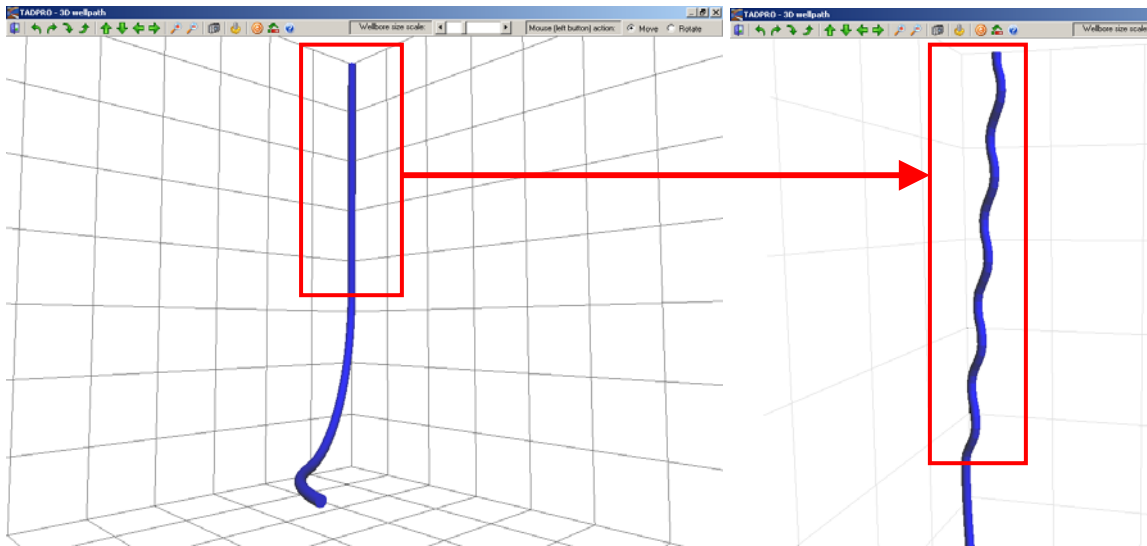 TADPRO - 3D wellpath
Wellbore size scale:
Mouse (left button) action:
Move
Rotate
TADPRO - 3D wellpath
Wellbore size scale